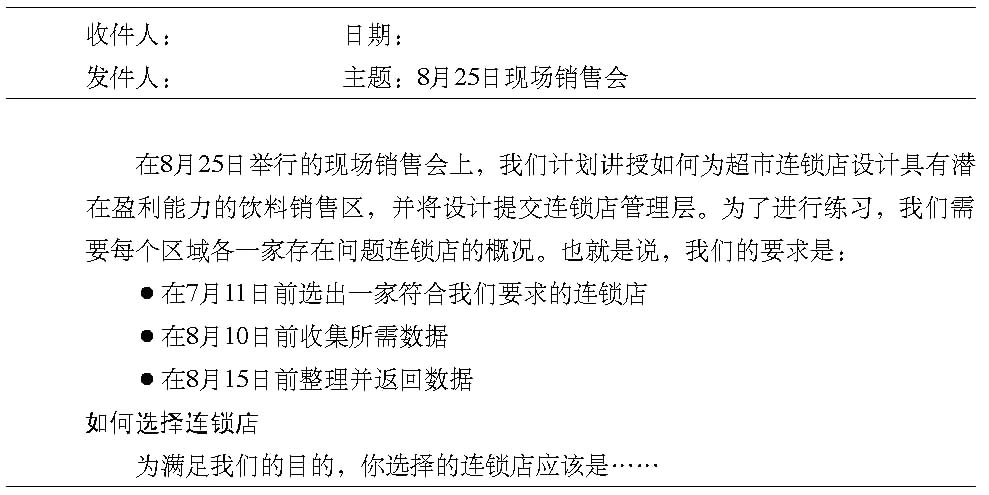 收件人： 日期：
发件人： 主题：8月25日现场销售会
在8月25日举行的现场销售会上，我们计划讲授如何为超市连锁店设计具有潜
在盈利能力的饮料销售区，并将设计提交连锁店管理层。为了进行练习，我们需
要每个区域各一家存在问题连锁店的概况。也就是说，我们的要求是：
●在7月11日前选出一家符合我们要求的连锁店
●在8月10日前收集所需数据
●在8月15日前整理并返回数据
如何选择连锁店
为满足我们的目的，你选择的连锁店应该是……